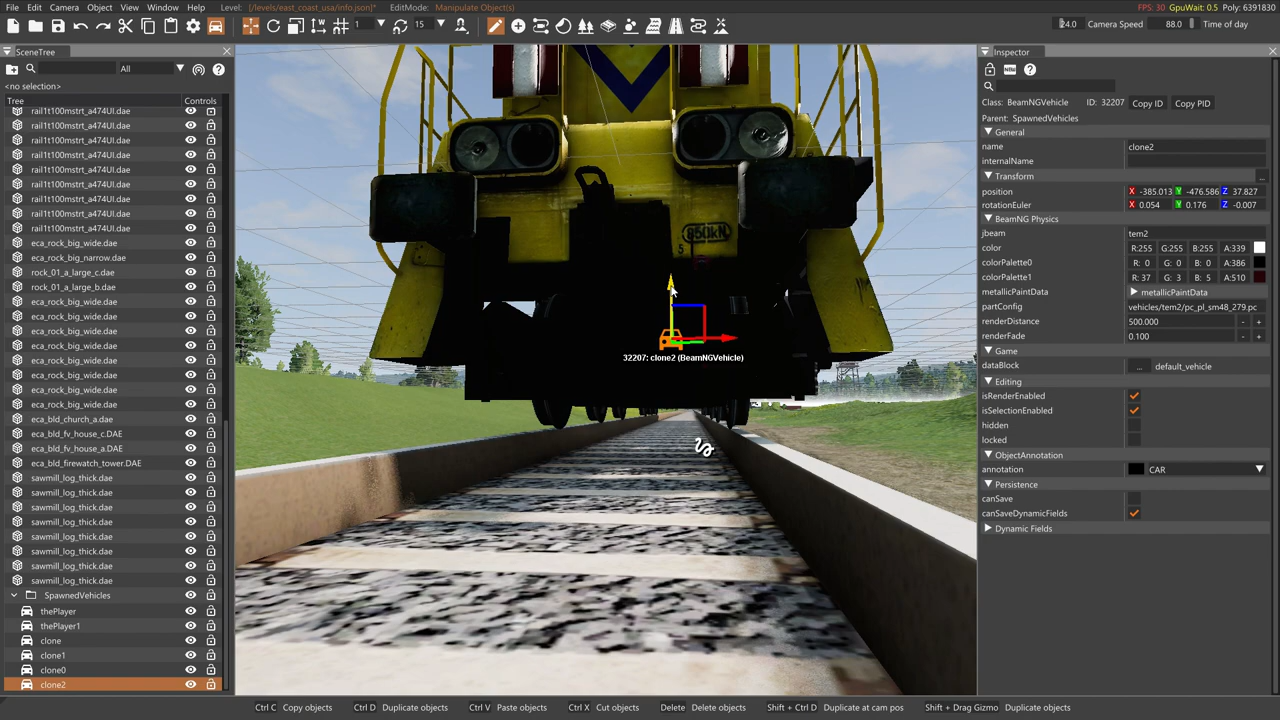 File Edit Camera Object View Window Help Level: [/levels/east_coast_usa/info.json]* EditMode: Manipulate Object(s) FPS: 30 GpuWait: 0.5 Poly: 6391830
1 15 24.0 Camera Speed 88.0 Time of day
SceneTree
All
<no selection>
Tree Controls
rail1t100mstrt_a474UI.dae
rail1t100mstrt_a474UI.dae
rail1t100mstrt_a474UI.dae
rail1t100mstrt_a474UI.dae
rail1t100mstrt_a474UI.dae
rail1t100mstrt_a474UI.dae
rail1t100mstrt_a474UI.dae
rail1t100mstrt_a474UI.dae
rail1t100mstrt_a474UI.dae
eca_rock_big_wide.dae
eca_rock_big_narrow.dae
rock_01_a_large_c.dae
rock_01_a_large_b.dae
eca_rock_big_wide.dae
eca_rock_big_wide.dae
eca_rock_big_wide.dae
eca_rock_big_wide.dae
eca_rock_big_wide.dae
eca_rock_big_wide.dae
eca_rock_big_wide.dae
eca_rock_big_wide.dae
eca_bld_church_a.dae
eca_bld_fv_house_c.DAE
eca_bld_fv_house_a.DAE
eca_bld_firewatch_tower.DAE
sawmill_log_thick.dae
sawmill_log_thick.dae
sawmill_log_thick.dae
sawmill_log_thick.dae
sawmill_log_thick.dae
sawmill_log_thick.dae
sawmill_log_thick.dae
sawmill_log_thick.dae
SpawnedVehicles
thePlayer
thePlayer1
clone
clone1
clone0
clone2
850kN
5
32207: clone2 (BeamNGVehicle)
Inspector
Class: BeamNGVehicle ID: 32207 Copy ID Copy PID
Parent: SpawnedVehicles
General
name clone2
internalName
Transform ...
position X -385.013 Y -476.586 Z 37.827
rotationEuler X 0.054 Y 0.176 Z -0.007
BeamNG Physics
jbeam tem2
color R:255 G:255 B:255 A:339
colorPalette0 R: 0 G: 0 B: 0 A:386
colorPalette1 R: 37 G: 3 B: 5 A:510
metallicPaintData metallicPaintData
partConfig vehicles/tem2/pc_pl_sm48_279.pc
renderDistance 500.000 - +
renderFade 0.100 - +
Game
dataBlock ... default_vehicle
Editing
isRenderEnabled
isSelectionEnabled
hidden
locked
ObjectAnnotation
annotation CAR
Persistence
canSave
canSaveDynamicFields
Dynamic Fields
Ctrl C Copy objects Ctrl D Duplicate objects Ctrl V Paste objects Ctrl X Cut objects Delete Delete objects Shift + Ctrl D Duplicate at cam pos Shift + Drag Gizmo Duplicate objects